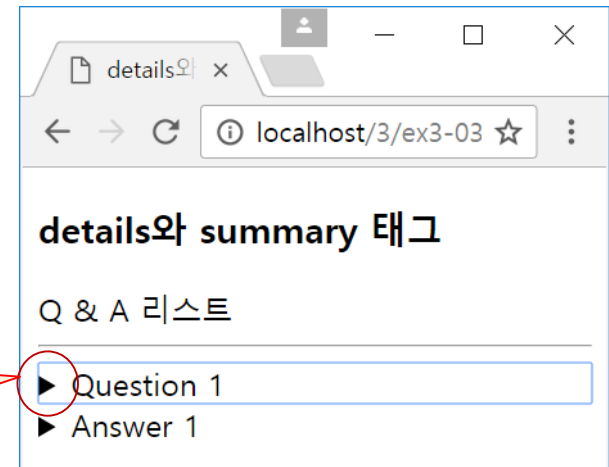 details와
localhost/3/ex3-03
details와 summary 태그
Q & A 리스트
Question 1
Answer 1